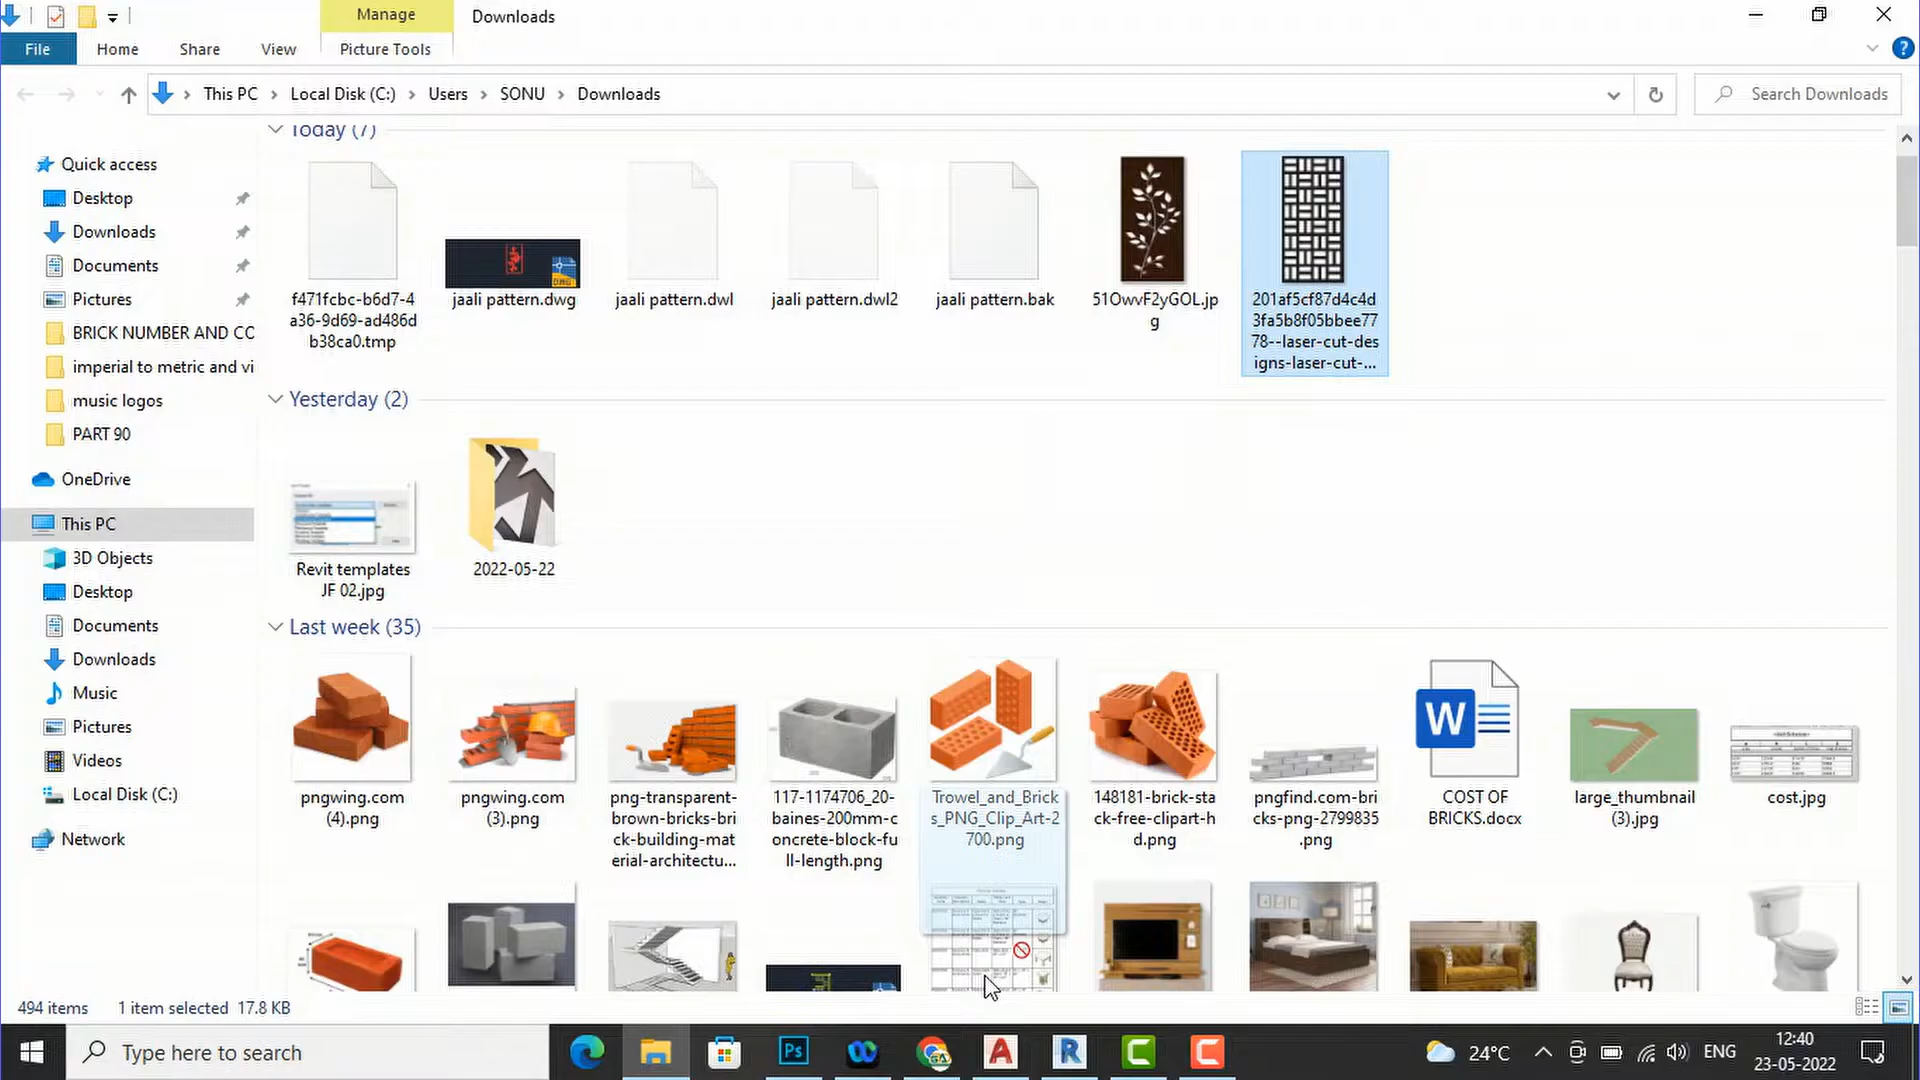 Manage
Downloads
File
Home
Share
View
Picture Tools
This PC
Local Disk (C:)
Users
SONU
Downloads
Search Downloads
Quick access
Desktop
Downloads
Documents
Pictures
BRICK NUMBER AND CO
imperial to metric and vi
music logos
PART 90
OneDrive
This PC
3D Objects
Desktop
Documents
Downloads
Music
Pictures
Videos
Local Disk (C:)
Network
Today (7)
f471fcbc-b6d7-4
a36-9d69-ad486d
b38ca0.tmp
DWG
jaali pattern.dwg
jaali pattern.dwl
jaali pattern.dwl2
jaali pattern.bak
51OwvF2yGOL.jp
g
201af5cf87d4c4d
3fa5b8f05bbee77
78--laser-cut-des
igns-laser-cut-...
Yesterday (2)
Revit templates
JF 02.jpg
2022-05-22
Last week (35)
pngwing.com
(4).png
pngwing.com
(3).png
png-transparent-
brown-bricks-bri
ck-building-mat
erial-architectu...
117-1174706_20-
baines-200mm-c
oncrete-block-fu
ll-length.png
Trowel_and_Brick
s_PNG_Clip_Art-2
700.png
148181-brick-sta
ck-free-clipart-h
d.png
pngfind.com-bri
cks-png-2799835
.png
W
COST OF
BRICKS.docx
large_thumbnail
(3).jpg
cost.jpg
494 items
1 item selected 17.8 KB
Type here to search
Ps
A
R
C
C
24°C
ENG
12:40
23-05-2022